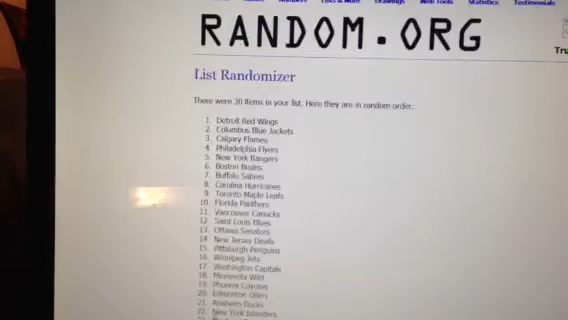 Numbers Lists & More Drawings Web Tools Statistics Testimonials
RANDOM.ORG
Tru
List Randomizer
There were 30 items in your list. Here they are in random order:
1. Detroit Red Wings
2. Columbus Blue Jackets
3. Calgary Flames
4. Philadelphia Flyers
5. New York Rangers
6. Boston Bruins
7. Buffalo Sabres
8. Carolina Hurricanes
9. Toronto Maple Leafs
10. Florida Panthers
11. Vancouver Canucks
12. Saint Louis Blues
13. Ottawa Senators
14. New Jersey Devils
15. Pittsburgh Penguins
16. Winnipeg Jets
17. Washington Capitals
18. Minnesota Wild
19. Phoenix Coyotes
20. Edmonton Oilers
21. Anaheim Ducks
22. New York Islanders